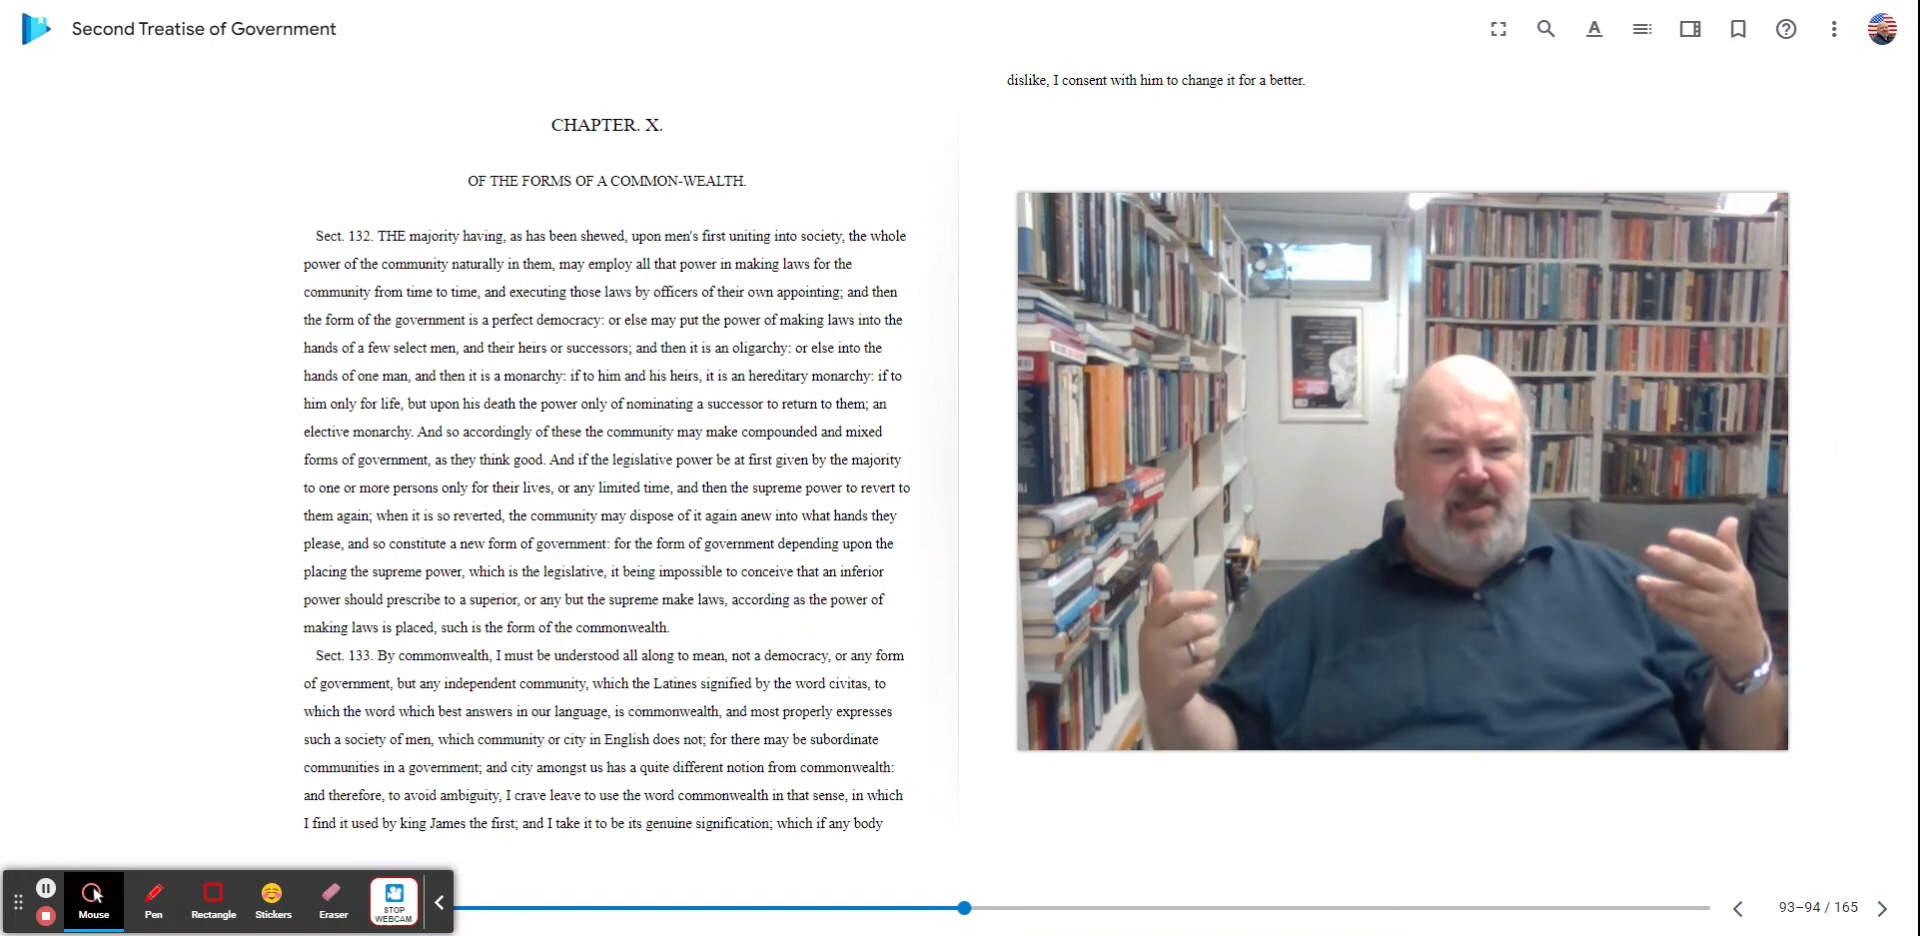 Second Treatise of Government
CHAPTER. X.
OF THE FORMS OF A COMMON-WEALTH.
Sect. 132. THE majority having, as has been shewed, upon men's first uniting into society, the whole
power of the community naturally in them, may employ all that power in making laws for the
community from time to time, and executing those laws by officers of their own appointing; and then
the form of the government is a perfect democracy: or else may put the power of making laws into the
hands of a few select men, and their heirs or successors; and then it is an oligarchy: or else into the
hands of one man, and then it is a monarchy: if to him and his heirs, it is an hereditary monarchy: if to
him only for life, but upon his death the power only of nominating a successor to return to them; an
elective monarchy. And so accordingly of these the community may make compounded and mixed
forms of government, as they think good. And if the legislative power be at first given by the majority
to one or more persons only for their lives, or any limited time, and then the supreme power to revert to
them again; when it is so reverted, the community may dispose of it again anew into what hands they
please, and so constitute a new form of government: for the form of government depending upon the
placing the supreme power, which is the legislative, it being impossible to conceive that an inferior
power should prescribe to a superior, or any but the supreme make laws, according as the power of
making laws is placed, such is the form of the commonwealth.
Sect. 133. By commonwealth, I must be understood all along to mean, not a democracy, or any form
of government, but any independent community, which the Latines signified by the word civitas, to
which the word which best answers in our language, is commonwealth, and most properly expresses
such a society of men, which community or city in English does not; for there may be subordinate
communities in a government; and city amongst us has a quite different notion from commonwealth:
and therefore, to avoid ambiguity, I crave leave to use the word commonwealth in that sense, in which
I find it used by king James the first; and I take it to be its genuine signification; which if any body
dislike, I consent with him to change it for a better.
Mouse
Pen
Rectangle
Stickers
Eraser
STOP
WEBCAM
93–94 / 165